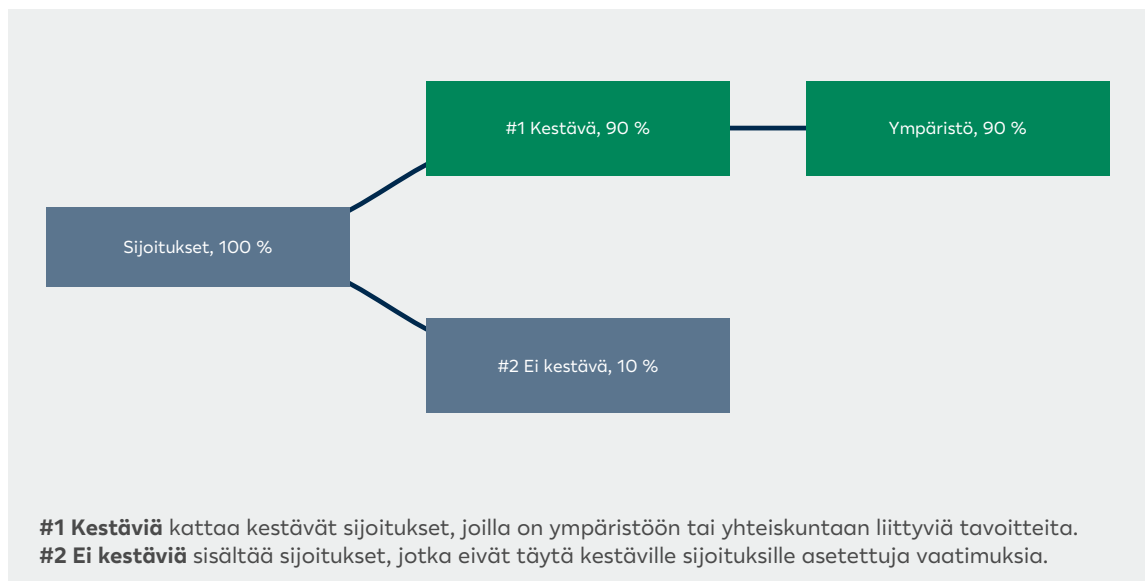 #1 Kestävä, 90 %
Ympäristö, 90 %
Sijoitukset, 100 %
#2 Ei kestävä, 10 %
#1 Kestäviä kattaa kestävät sijoitukset, joilla on ympäristöön tai yhteiskuntaan liittyviä tavoitteita.
#2 Ei kestäviä sisältää sijoitukset, jotka eivät täytä kestäville sijoituksille asetettuja vaatimuksia.